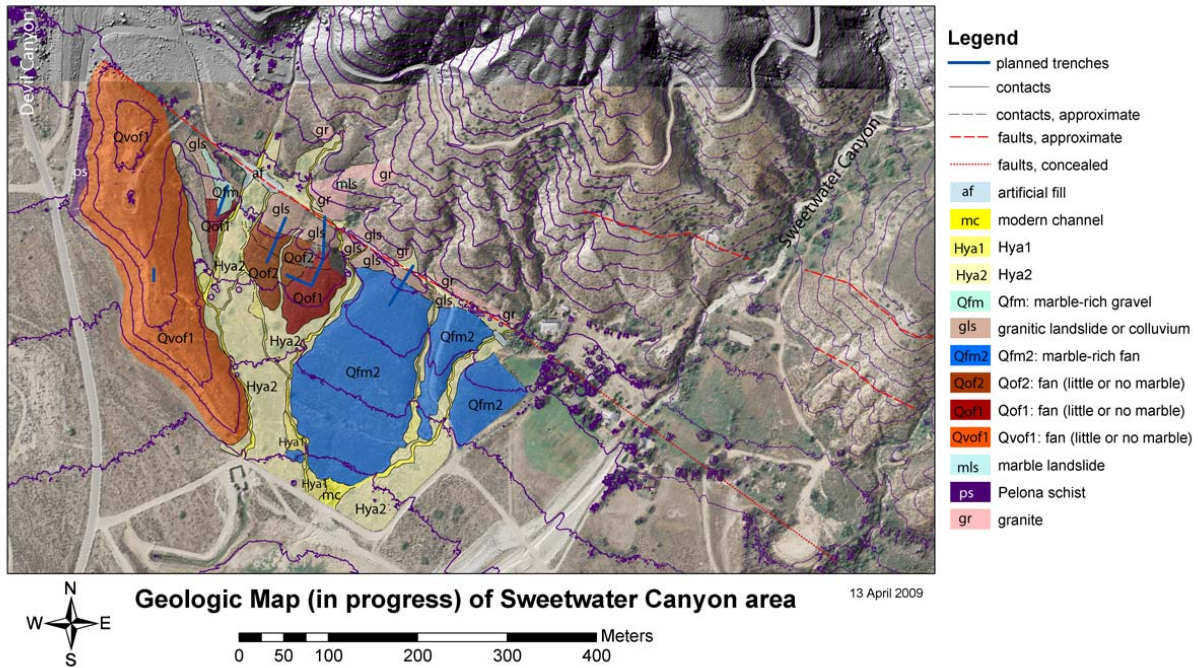 Devil Canyon
Qvof1
gls
gr
af
ps
Qfm
mls
gr
Qof1
gls
gls
gls
Hya2
Qof2
Qof2
gls
gls
gr
Sweetwater Canyon
Qof1
gr
gls
gr
Qvof1
Hya2
Qfm2
Qfm2
Hya2
Qfm2
Hya1
Hya1
mc
Hya2
Legend
planned trenches
contacts
contacts, approximate
faults, approximate
faults, concealed
af artificial fill
mc modern channel
Hya1 Hya1
Hya2 Hya2
Qfm Qfm: marble-rich gravel
gls granitic landslide or colluvium
Qfm2 Qfm2: marble-rich fan
Qof2 Qof2: fan (little or no marble)
Qof1 Qof1: fan (little or no marble)
Qvof1 Qvof1: fan (little or no marble)
mls marble landslide
ps Pelona schist
gr granite
N
W E
S
Geologic Map (in progress) of Sweetwater Canyon area
13 April 2009
Meters
0 50 100 200 300 400